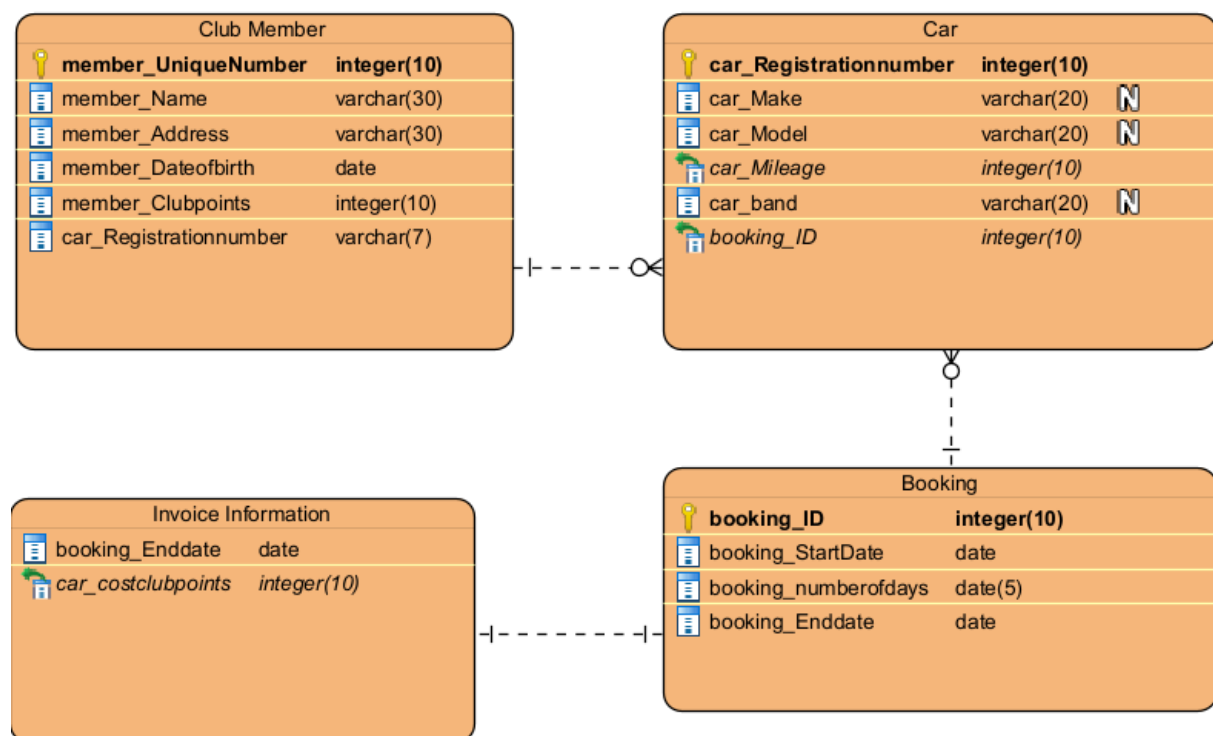 Club Member
member_UniqueNumber integer(10)
member_Name varchar(30)
member_Address varchar(30)
member_Dateofbirth date
member_Clubpoints integer(10)
car_Registrationnumber varchar(7)
Car
car_Registrationnumber integer(10)
car_Make varchar(20) N
car_Model varchar(20) N
car_Mileage integer(10)
car_band varchar(20) N
booking_ID integer(10)
Invoice Information
booking_Enddate date
car_costclubpoints integer(10)
Booking
booking_ID integer(10)
booking_StartDate date
booking_numberofdays date(5)
booking_Enddate date